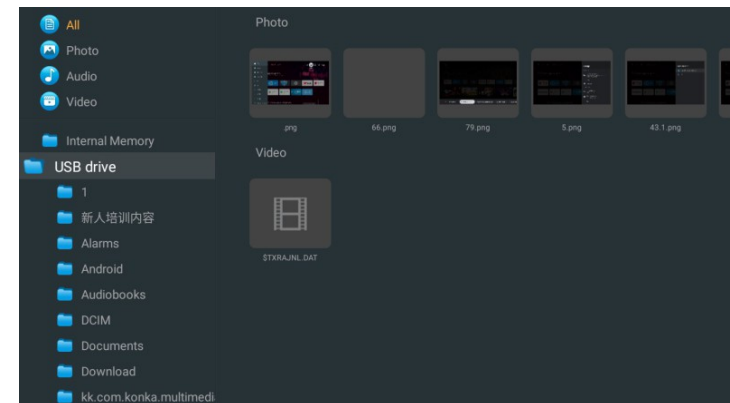 All
Photo
Audio
Video
Internal Memory
USB drive
1
新人培训内容
Alarms
Android
Audiobooks
DCIM
Documents
Download
kk.com.konka.multimedi
Photo
png
66.png
79.png
5.png
43.1.png
Video
$TXRAJNL.DAT